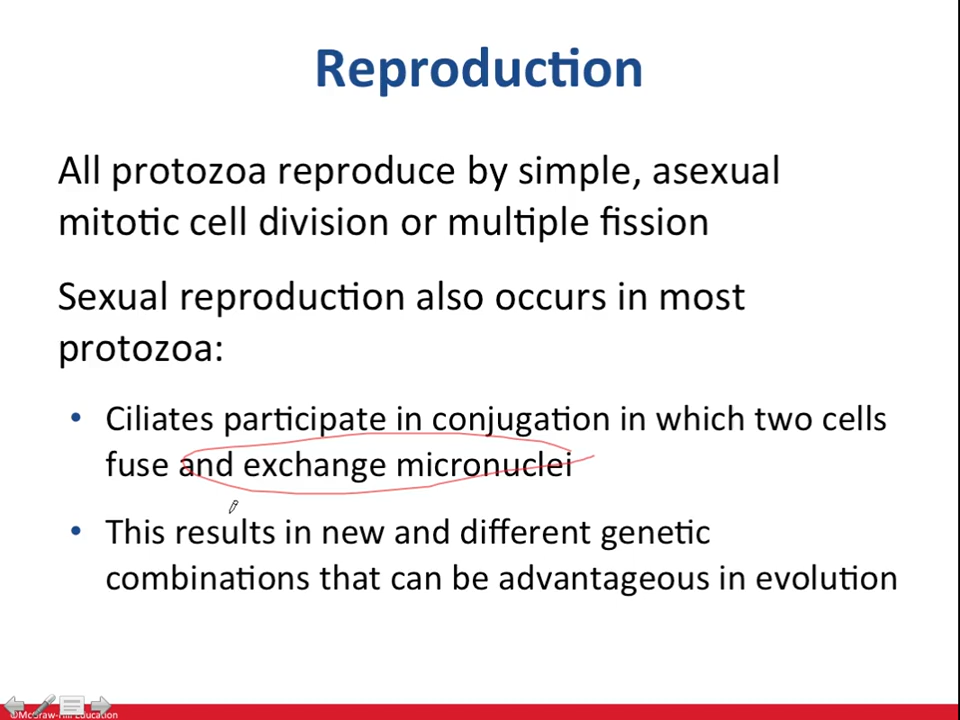 Reproduction
All protozoa reproduce by simple, asexual
mitotic cell division or multiple fission
Sexual reproduction also occurs in most
protozoa:
• Ciliates participate in conjugation in which two cells
fuse and exchange micronuclei
• This results in new and different genetic
combinations that can be advantageous in evolution
©McGraw-Hill Education